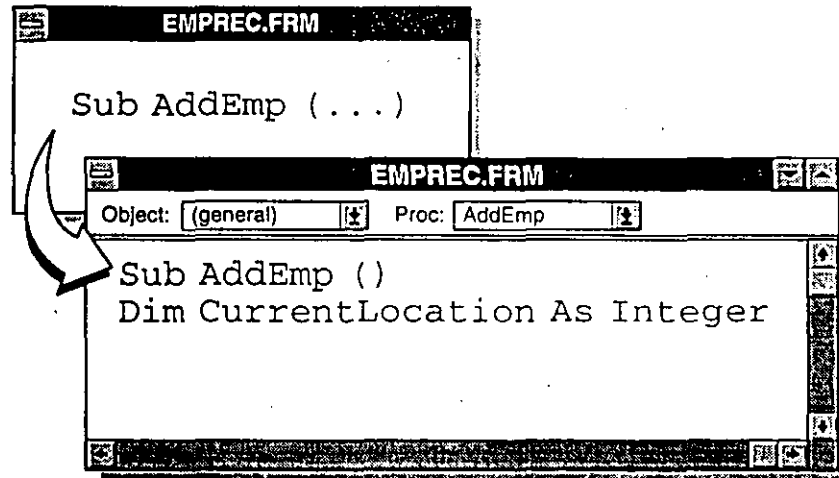 EMPREC.FRM
Sub AddEmp (...)
EMPREC.FRM
Object: (general) Proc: AddEmp
Sub AddEmp ()
Dim CurrentLocation As Integer